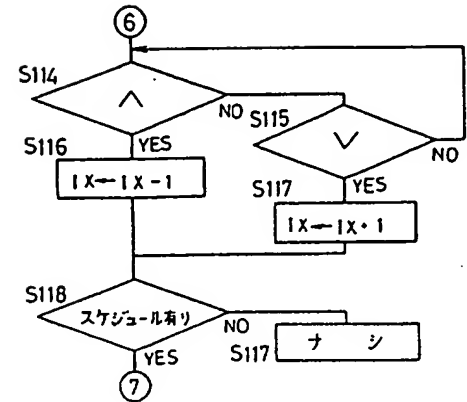 6
S114
∧
NO
S115
∨
NO
YES
S116
IX←IX-1
YES
S117
IX←IX+1
S118
スケジュール有り
NO
S117
ナシ
YES
7